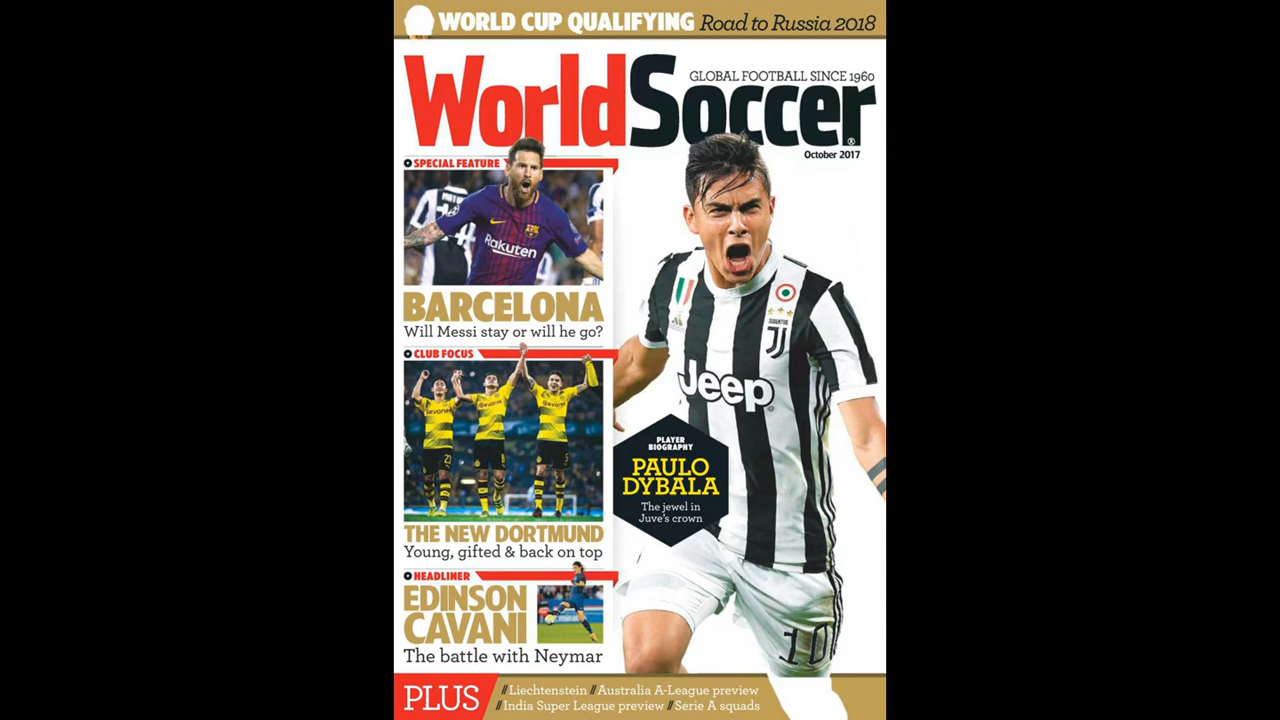 WORLD CUP QUALIFYING Road to Russia 2018
WorldSoccer
GLOBAL FOOTBALL SINCE 1960
October 2017
SPECIAL FEATURE
Rakuten
BARCELONA
Will Messi stay or will he go?
CLUB FOCUS
THE NEW DORTMUND
Young, gifted & back on top
HEADLINER
EDINSON
CAVANI
The battle with Neymar
JUVENTUS
Jeep
PLAYER
BIOGRAPHY
PAULO
DYBALA
The jewel in
Juve's crown
10
PLUS
//Liechtenstein //Australia A-League preview
//India Super League preview //Serie A squads